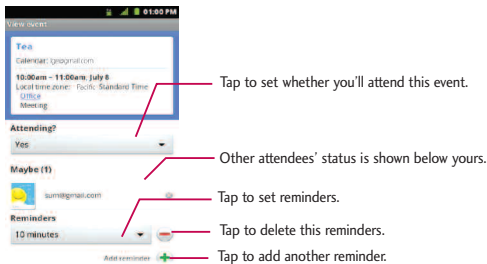 01:00 PM
View event
Tea
Calendar:
10:00am – 11:00am, July 8
Local time zone: Pacific Standard Time
Office
Meeting
Tap to set whether you'll attend this event.
Attending?
Yes
Other attendees' status is shown below yours.
Maybe (1)
sumi@gmail.com
Tap to set reminders.
Reminders
10 minutes
Tap to delete this reminders.
Add reminder
Tap to add another reminder.